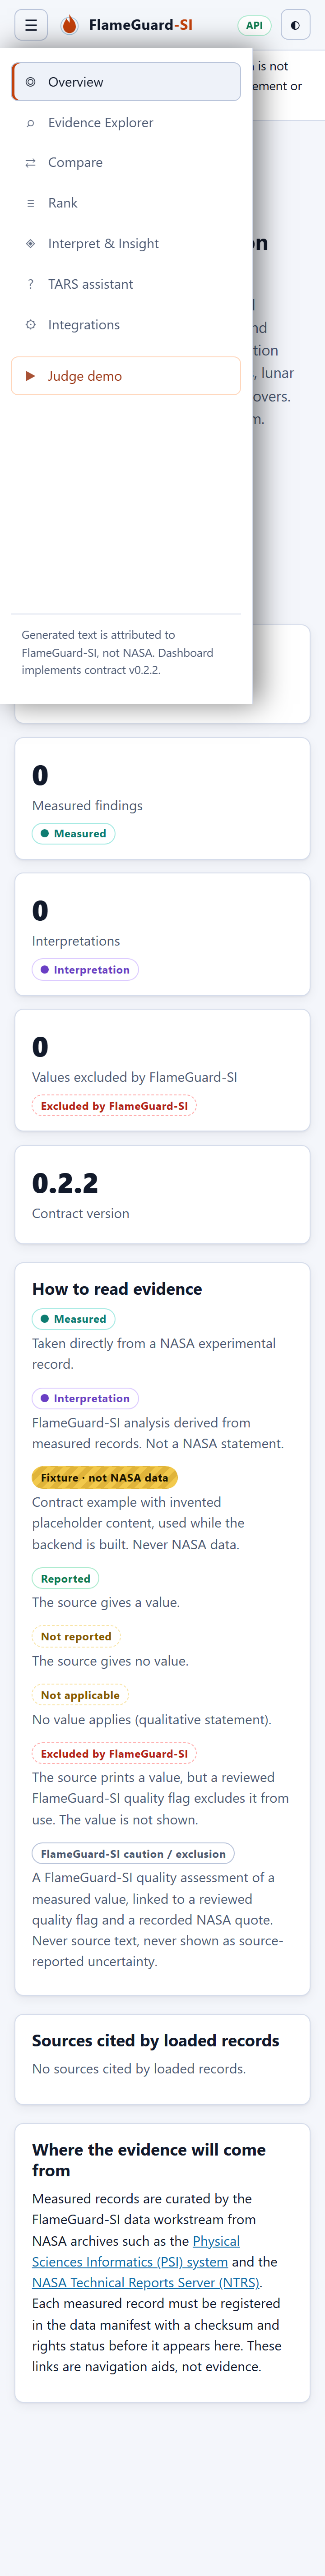 FlameGuard-SI
API
is not
ement or
Overview
Evidence Explorer
Compare
Rank
Interpret & Insight
TARS assistant
Integrations
Judge demo
on
nd
tion
, lunar
overs.
m.
Generated text is attributed to
FlameGuard-SI, not NASA. Dashboard
implements contract v0.2.2.
0
Measured findings
Measured
0
Interpretations
Interpretation
0
Values excluded by FlameGuard-SI
Excluded by FlameGuard-SI
0.2.2
Contract version
How to read evidence
Measured
Taken directly from a NASA experimental
record.
Interpretation
FlameGuard-SI analysis derived from
measured records. Not a NASA statement.
Fixture · not NASA data
Contract example with invented
placeholder content, used while the
backend is built. Never NASA data.
Reported
The source gives a value.
Not reported
The source gives no value.
Not applicable
No value applies (qualitative statement).
Excluded by FlameGuard-SI
The source prints a value, but a reviewed
FlameGuard-SI quality flag excludes it from
use. The value is not shown.
FlameGuard-SI caution / exclusion
A FlameGuard-SI quality assessment of a
measured value, linked to a reviewed
quality flag and a recorded NASA quote.
Never source text, never shown as source-
reported uncertainty.
Sources cited by loaded records
No sources cited by loaded records.
Where the evidence will come
from
Measured records are curated by the
FlameGuard-SI data workstream from
NASA archives such as the Physical
Sciences Informatics (PSI) system and the
NASA Technical Reports Server (NTRS).
Each measured record must be registered
in the data manifest with a checksum and
rights status before it appears here. These
links are navigation aids, not evidence.